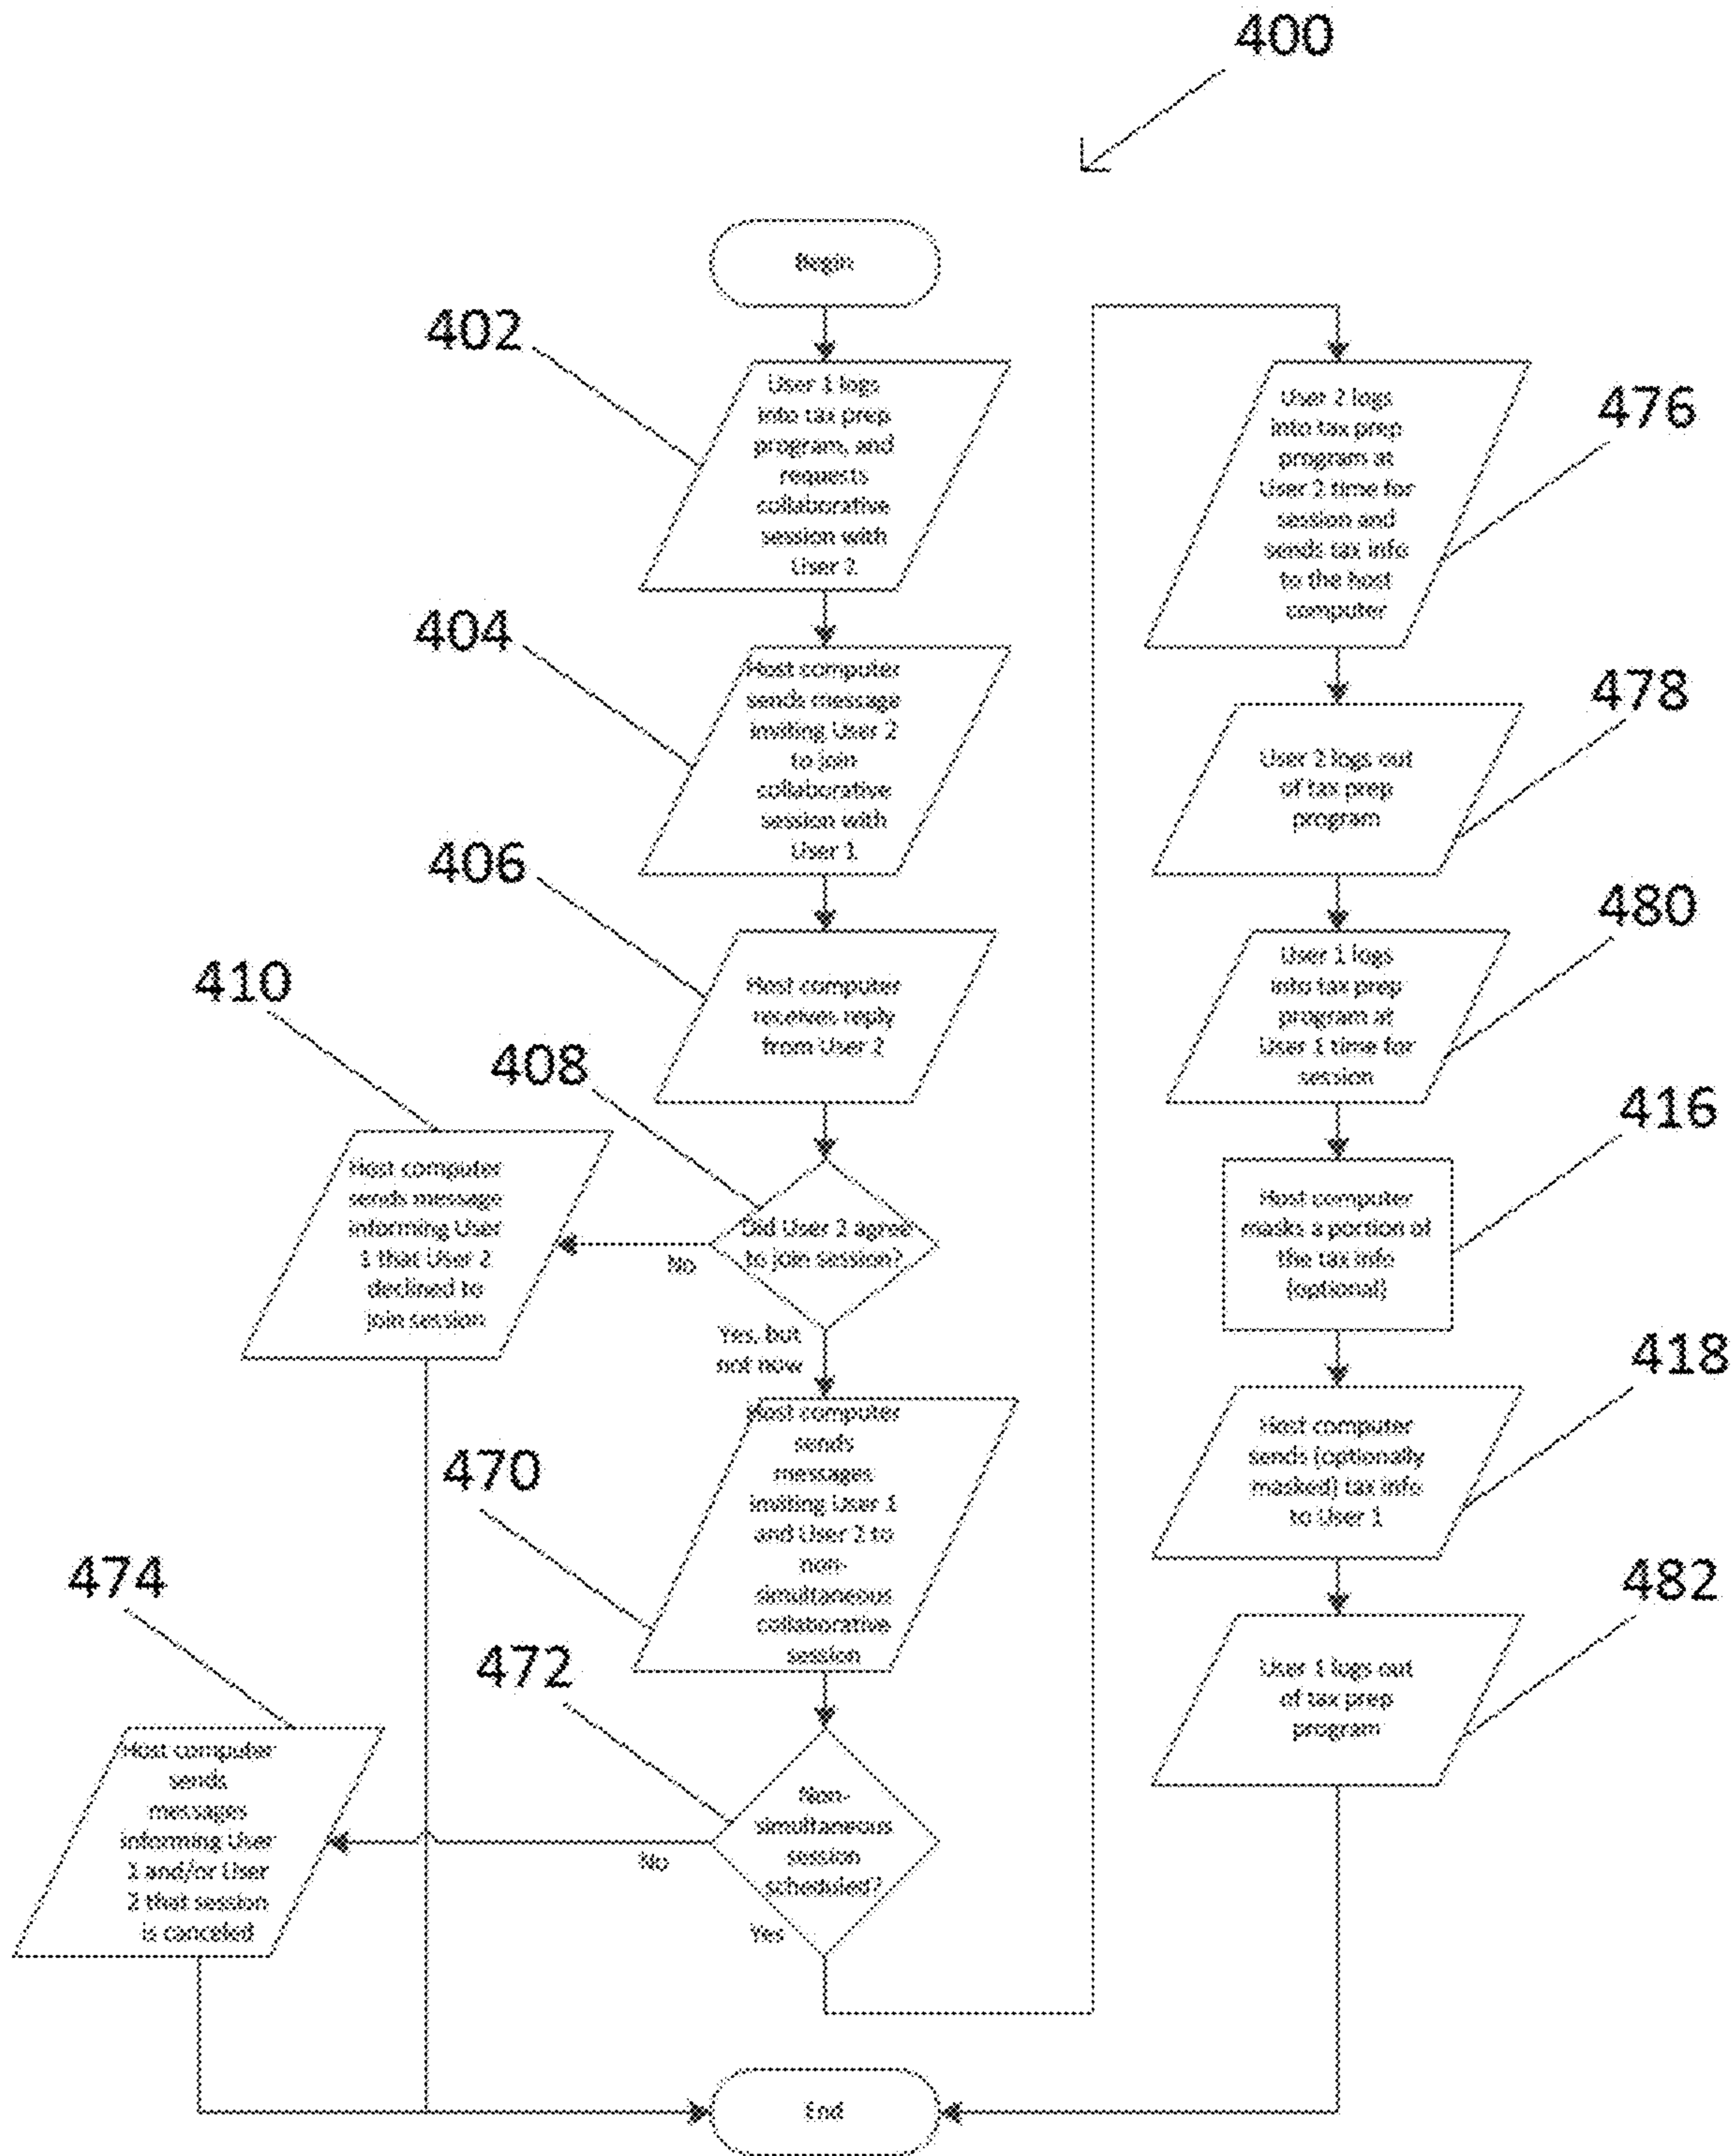 400
Begin
402
User 1 logs
into tax prep
program, and
requests
collaborative
session with
User 2
404
Host computer
sends message
inviting User 2
to join
collaborative
session with
User 1
406
Host computer
receives reply
from User 2
408
Did User 2 agree
to join session?
No
Yes, but
not now
410
Host computer
sends message
informing User
1 that User 2
declined to
join session
470
Host computer
sends
messages
inviting User 1
and User 2 to
non-
simultaneous
collaborative
session
472
Non-
simultaneous
session
scheduled?
No
Yes
474
Host computer
sends
messages
informing User
1 and/or User
2 that session
is canceled
476
User 2 logs
into tax prep
program at
User 2 time for
session and
sends tax info
to the host
computer
478
User 2 logs out
of tax prep
program
480
User 1 logs
into tax prep
program at
User 1 time for
session
416
Host computer
masks a portion of
the tax info
(optional)
418
Host computer
sends (optionally
masked) tax info
to User 1
482
User 1 logs out
of tax prep
program
End